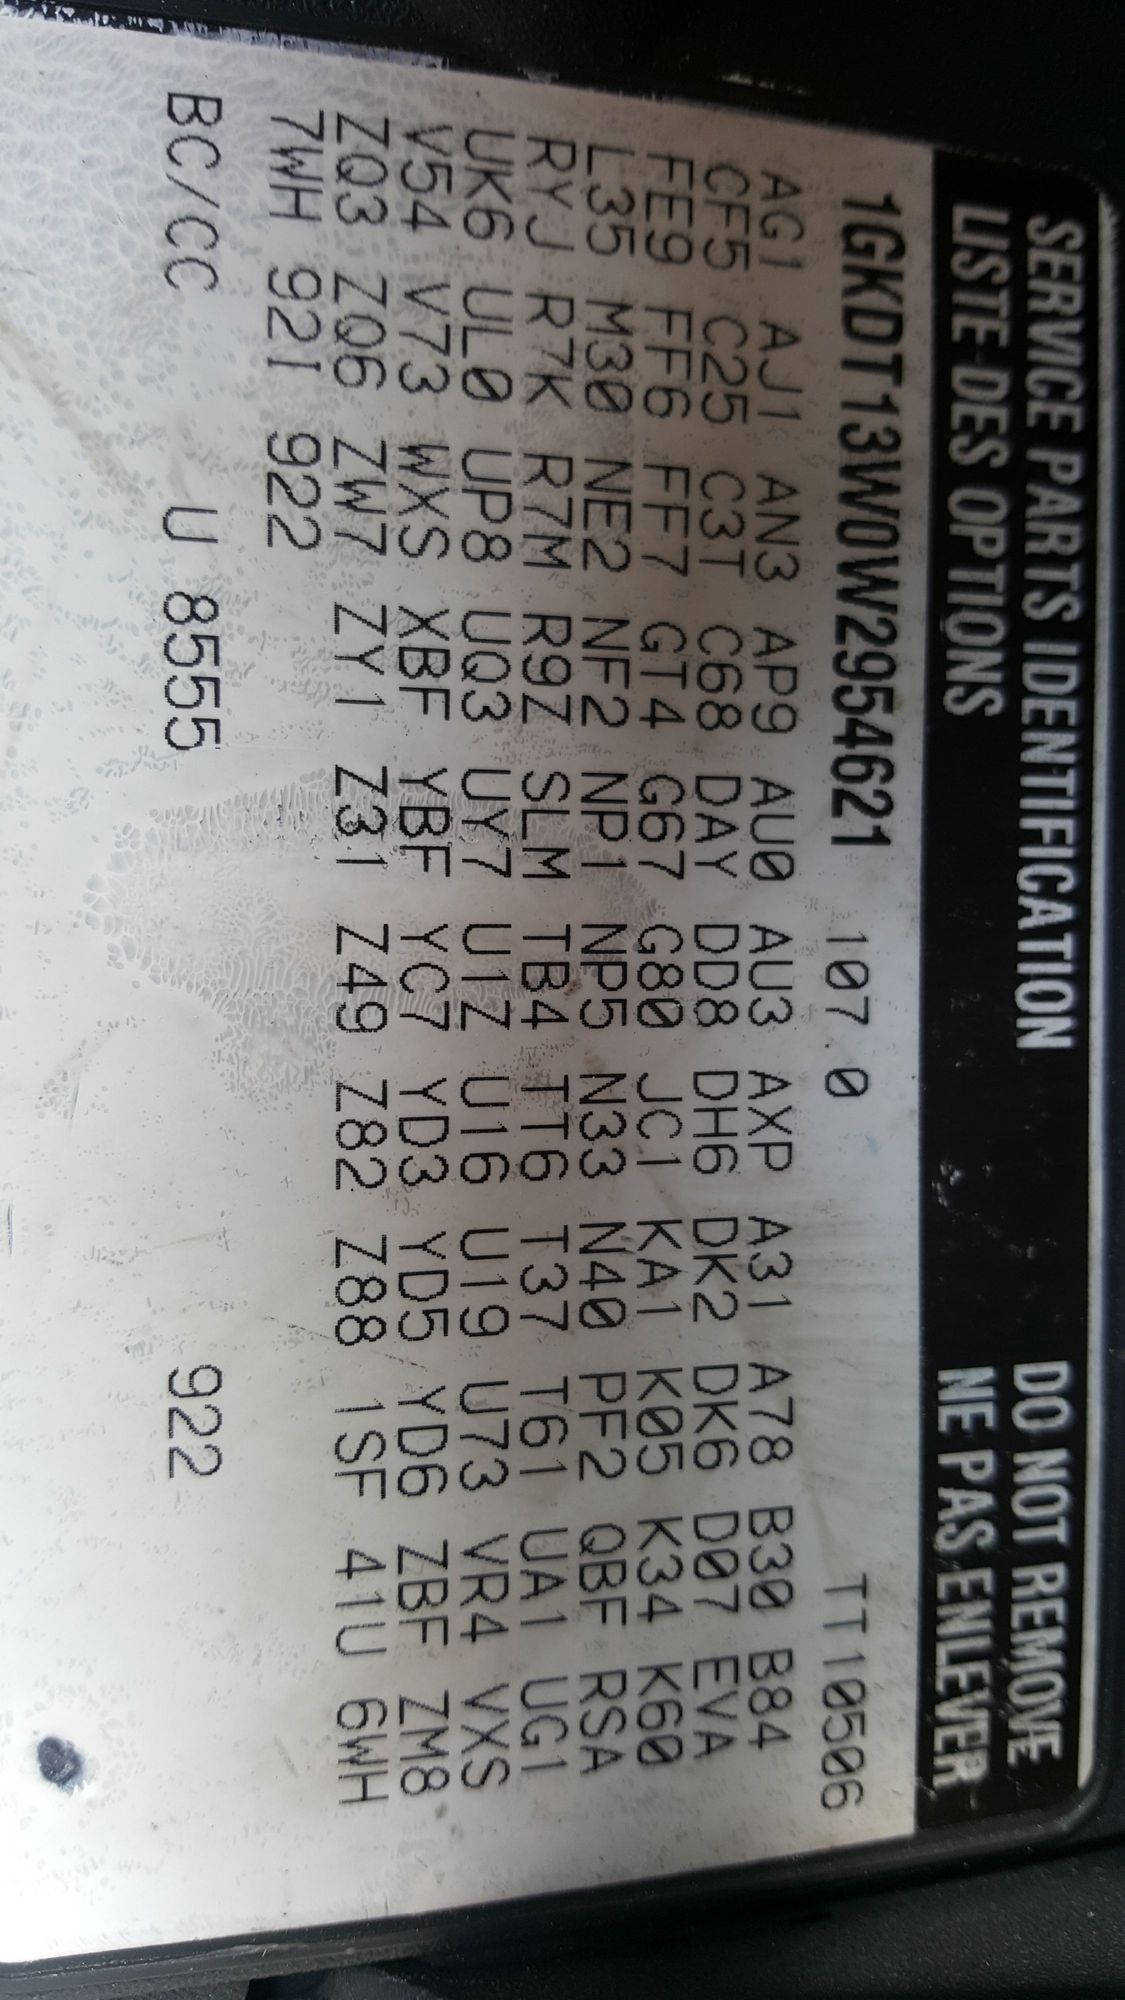 SERVICE PARTS IDENTIFICATION DO NOT REMOVE
LISTE DES OPTIONS NE PAS ENLEVER
1GKDT13W0W2954621 107 0 TT10506
AG1 AJ1 AN3 AP9 AU0 AU3 AXP A31 A78 B30 B84
CF5 C25 C3T C68 DAY DD8 DH6 DK2 DK6 D07 EVA
FE9 FF6 FF7 GT4 G67 G80 JC1 KA1 K05 K34 K60
L35 M30 NE2 NF2 NP1 NP5 N33 N40 PF2 QBF RSA
RYJ R7K R7M R9Z SLM TB4 TT6 T37 T61 UA1 UG1
UK6 UL0 UP8 UQ3 UY7 U1Z U16 U19 U73 VR4 VXS
V54 V73 WXS XBF YBF YC7 YD3 YD5 YD6 ZBF ZM8
ZQ3 ZQ6 ZW7 ZY1 Z31 Z49 Z82 Z88 1SF 41U 6WH
7WH 92I 922
BC/CC U 8555 922